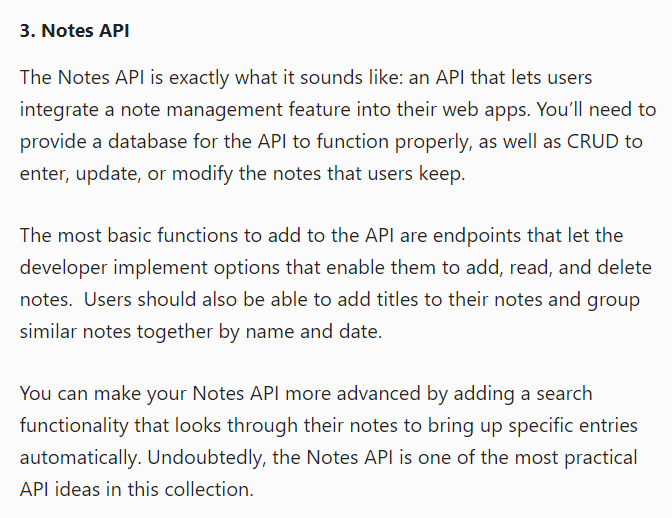 3. Notes API
The Notes API is exactly what it sounds like: an API that lets users
integrate a note management feature into their web apps. You’ll need to
provide a database for the API to function properly, as well as CRUD to
enter, update, or modify the notes that users keep.
The most basic functions to add to the API are endpoints that let the
developer implement options that enable them to add, read, and delete
notes.  Users should also be able to add titles to their notes and group
similar notes together by name and date.
You can make your Notes API more advanced by adding a search
functionality that looks through their notes to bring up specific entries
automatically. Undoubtedly, the Notes API is one of the most practical
API ideas in this collection.